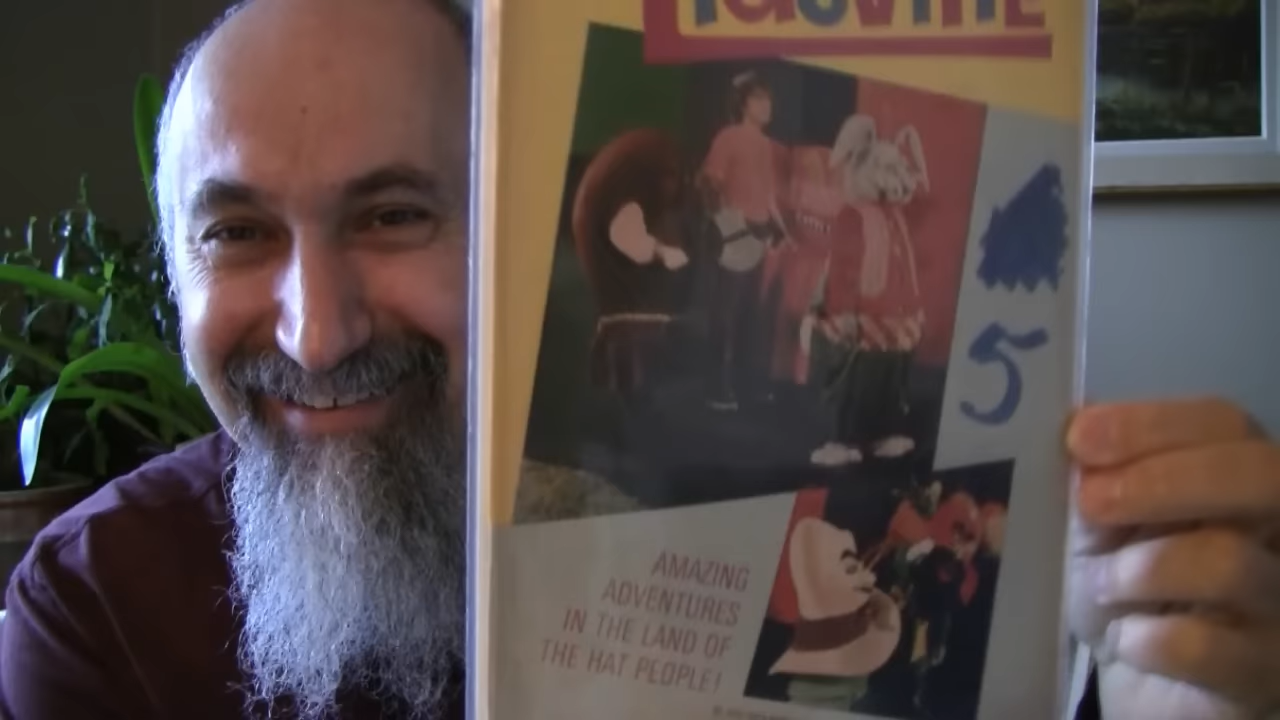 5
AMAZING
ADVENTURES
IN THE LAND OF
THE HAT PEOPLE!